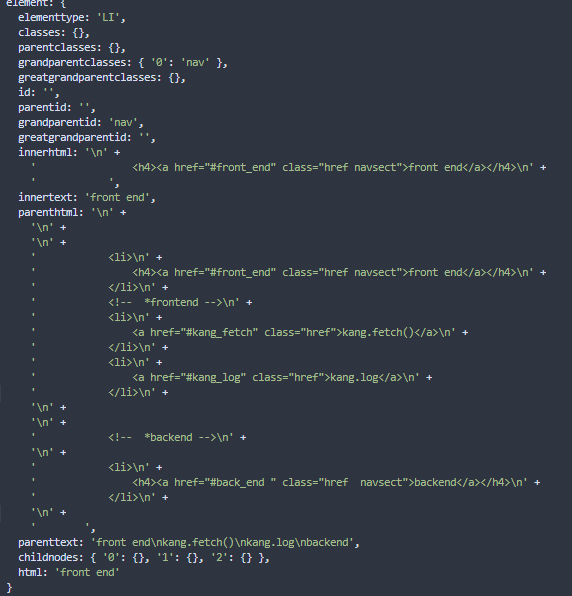 element: {
  elementtype: 'LI',
  classes: {},
  parentclasses: {},
  grandparentclasses: { '0': 'nav' },
  greatgrandparentclasses: {},
  id: '',
  parentid: '',
  grandparentid: 'nav',
  greatgrandparentid: '',
  innerhtml: '\n' +
    '                <h4><a href="#front_end" class="href navsect">front end</a></h4>\n' +
    '            ',
  innertext: 'front end',
  parenthtml: '\n' +
    '\n' +
    '\n' +
    '            <li>\n' +
    '                <h4><a href="#front_end" class="href navsect">front end</a></h4>\n' +
    '            </li>\n' +
    '            <!--  *frontend -->\n' +
    '            <li>\n' +
    '                <a href="#kang_fetch" class="href">kang.fetch()</a>\n' +
    '            </li>\n' +
    '            <li>\n' +
    '                <a href="#kang_log" class="href">kang.log</a>\n' +
    '            </li>\n' +
    '\n' +
    '\n' +
    '            <!--  *backend -->\n' +
    '\n' +
    '            <li>\n' +
    '                <h4><a href="#back_end " class="href  navsect">backend</a></h4>\n' +
    '            </li>\n' +
    '\n' +
    '        ',
  parenttext: 'front end\nkang.fetch()\nkang.log\nbackend',
  childnodes: { '0': {}, '1': {}, '2': {} },
  html: 'front end'
}